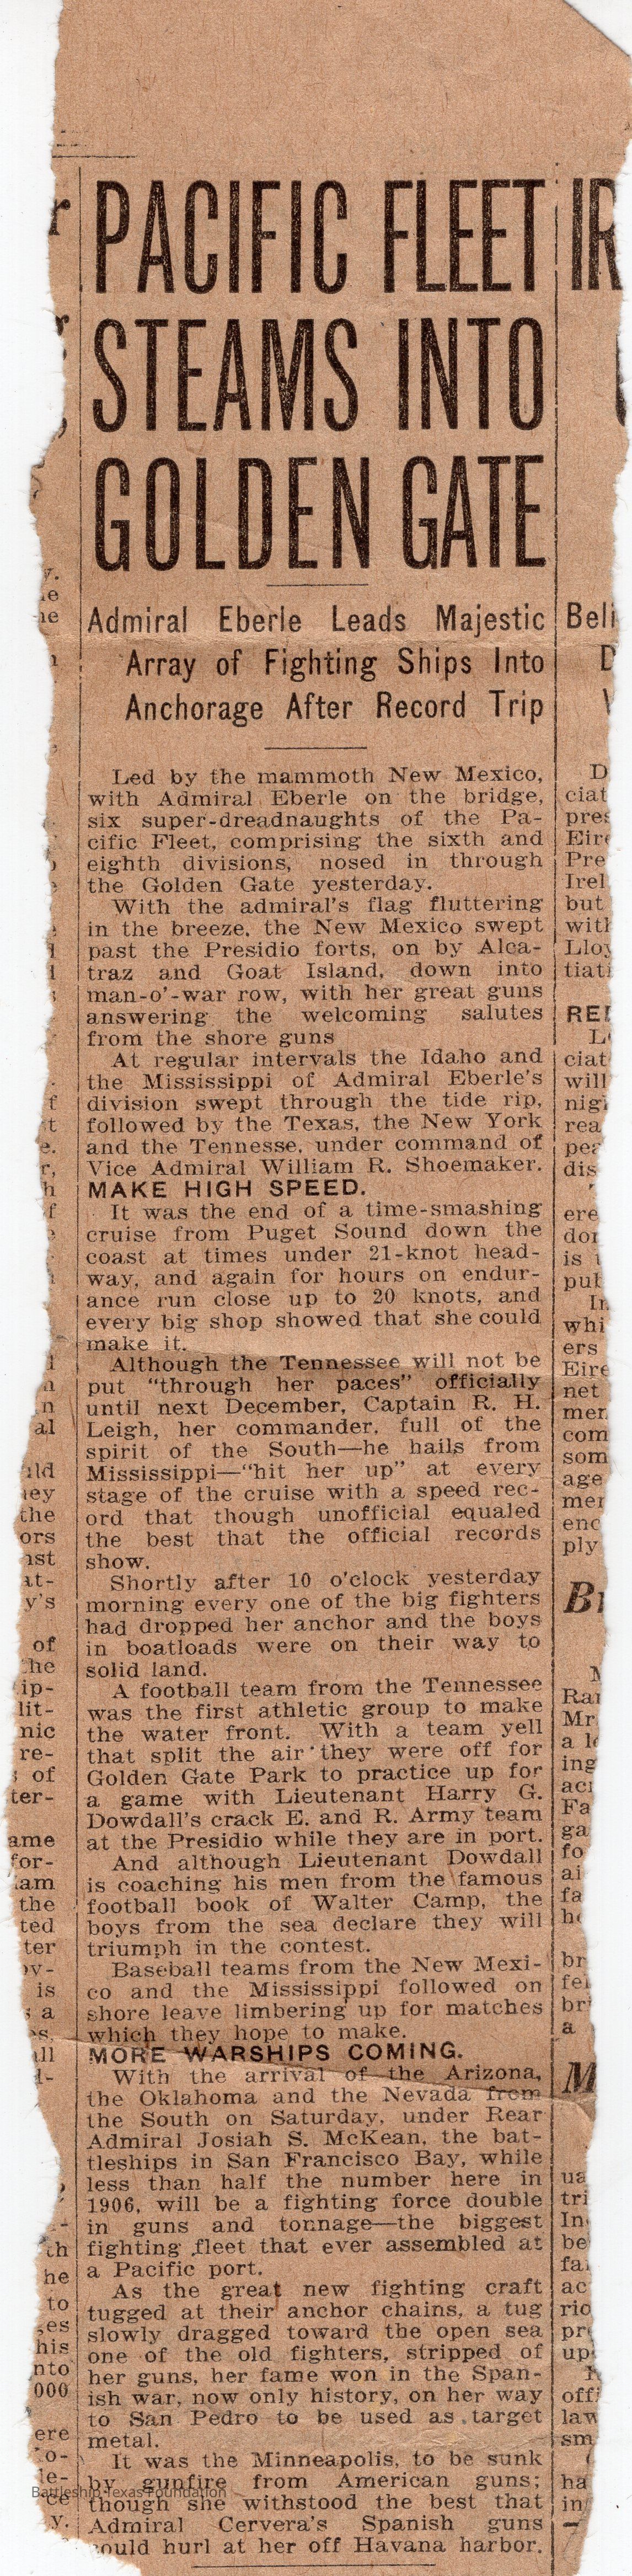 PACIFIC FLEET
STEAMS INTO
GOLDEN GATE
Admiral Eberle Leads Majestic
Array of Fighting Ships Into
Anchorage After Record Trip
Led by the mammoth New Mexico,
with Admiral Eberle on the bridge,
six super-dreadnaughts of the Pa-
cific Fleet, comprising the sixth and
eighth divisions, nosed in through
the Golden Gate yesterday.
With the admiral's flag fluttering
in the breeze, the New Mexico swept
past the Presidio forts, on by Alca-
traz and Goat Island, down into
man-o'-war row, with her great guns
answering the welcoming salutes
from the shore guns
At regular intervals the Idaho and
the Mississippi of Admiral Eberle's
division swept through the tide rip,
followed by the Texas, the New York
and the Tennesse, under command of
Vice Admiral William R. Shoemaker.
MAKE HIGH SPEED.
It was the end of a time-smashing
cruise from Puget Sound down the
coast at times under 21-knot head-
way, and again for hours on endur-
ance run close up to 20 knots, and
every big shop showed that she could
make it.
Although the Tennessee will not be
put "through her paces" officially
until next December, Captain R. H.
Leigh, her commander, full of the
spirit of the South—he hails from
Mississippi—"hit her up" at every
stage of the cruise with a speed rec-
ord that though unofficial equaled
the best that the official records
show.
Shortly after 10 o'clock yesterday
morning every one of the big fighters
had dropped her anchor and the boys
in boatloads were on their way to
solid land.
A football team from the Tennessee
was the first athletic group to make
the water front. With a team yell
that split the air they were off for
Golden Gate Park to practice up for
a game with Lieutenant Harry G.
Dowdall's crack E. and R. Army team
at the Presidio while they are in port.
And although Lieutenant Dowdall
is coaching his men from the famous
football book of Walter Camp, the
boys from the sea declare they will
triumph in the contest.
Baseball teams from the New Mexi-
co and the Mississippi followed on
shore leave limbering up for matches
which they hope to make.
MORE WARSHIPS COMING.
With the arrival of the Arizona,
the Oklahoma and the Nevada from
the South on Saturday, under Rear
Admiral Josiah S. McKean, the bat-
tleships in San Francisco Bay, while
less than half the number here in
1906, will be a fighting force double
in guns and tonnage—the biggest
fighting fleet that ever assembled at
a Pacific port.
As the great new fighting craft
tugged at their anchor chains, a tug
slowly dragged toward the open sea
one of the old fighters, stripped of
her guns, her fame won in the Span-
ish war, now only history, on her way
to San Pedro to be used as target
metal.
It was the Minneapolis, to be sunk
by gunfire from American guns;
though she withstood the best that
Admiral Cervera's Spanish guns
could hurl at her off Havana harbor.
Battleship Texas Foundation